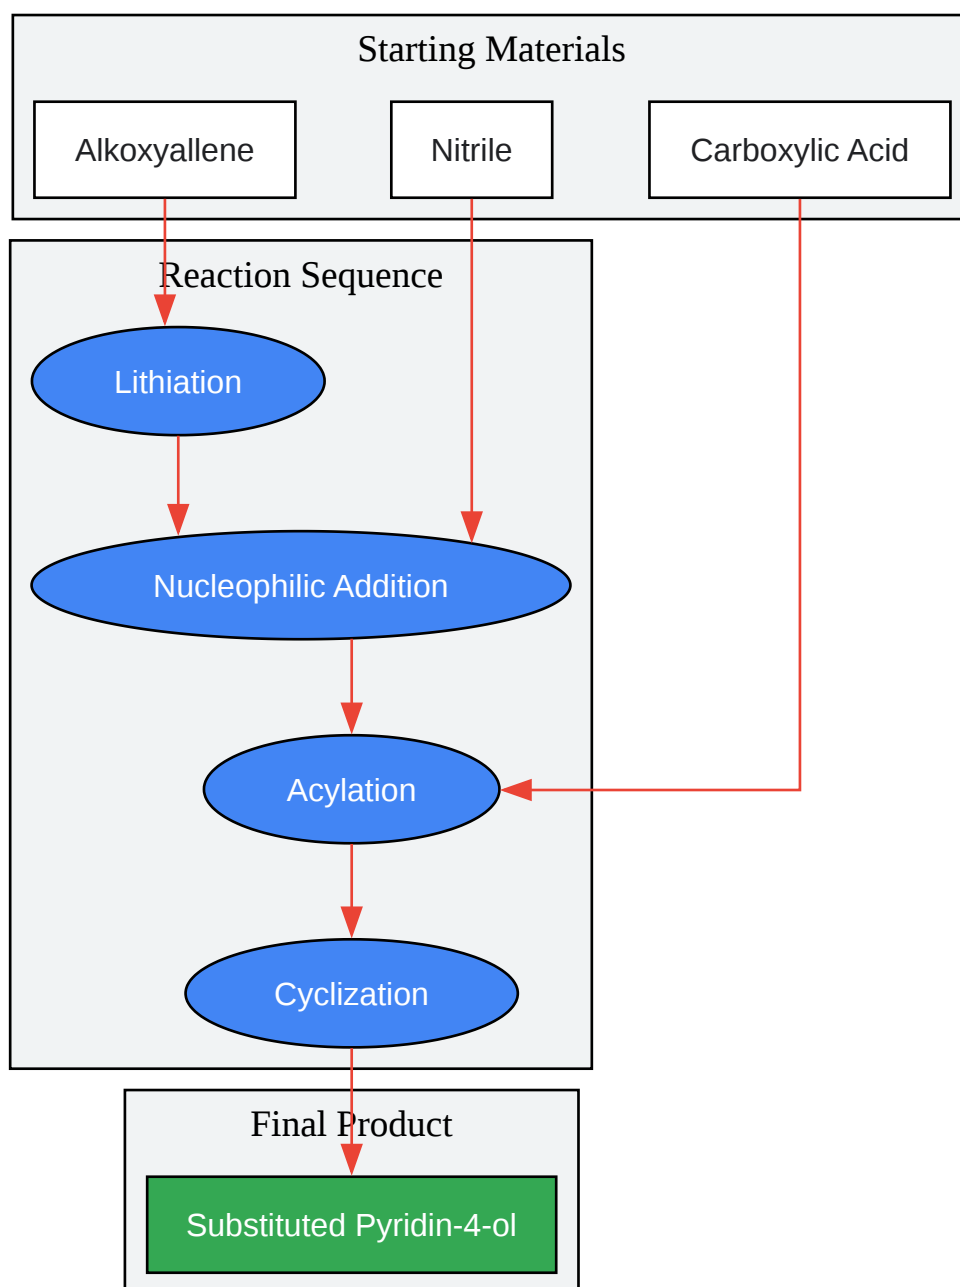 Starting Materials
Alkoxyallene
Nitrile
Carboxylic Acid
Reaction Sequence
Lithiation
Nucleophilic Addition
Acylation
Cyclization
Final Product
Substituted Pyridin-4-ol